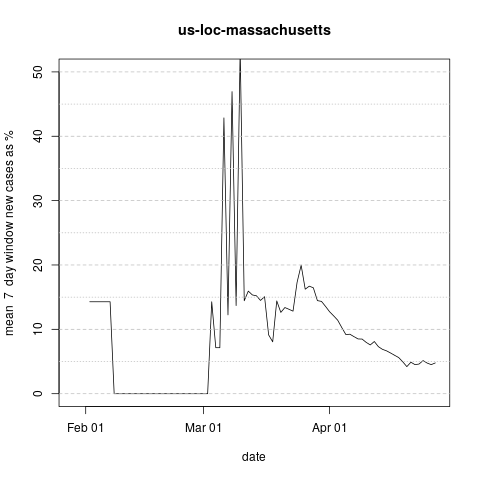 us-loc-massachusetts
mean 7 day window new cases as %
50
40
30
20
10
0
Feb 01
Mar 01
Apr 01
date